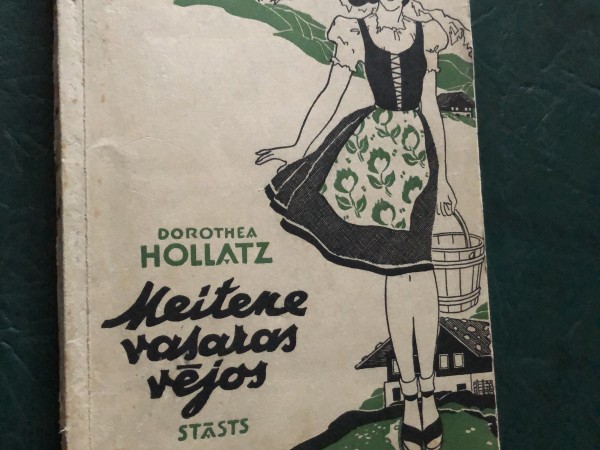 DOROTHEA
HOLLATZ
Meitene
vasaras
vējos
STĀSTS